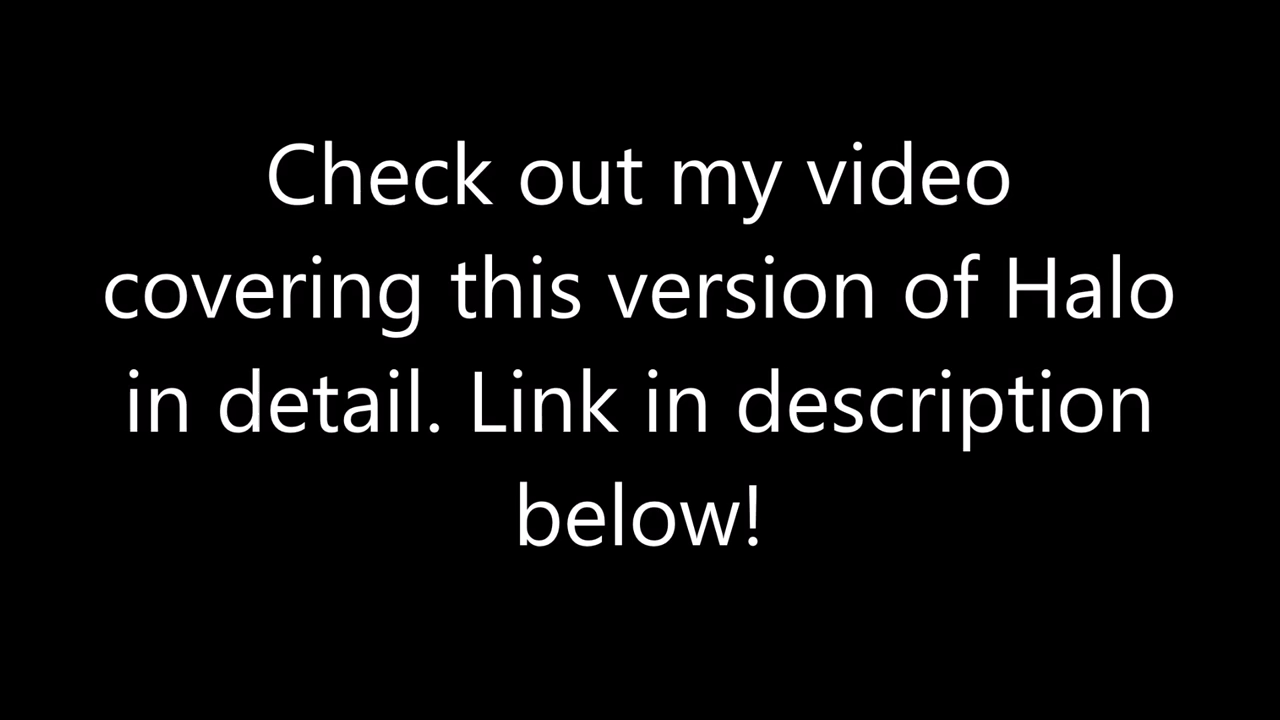 Check out my video
covering this version of Halo
in detail. Link in description
below!